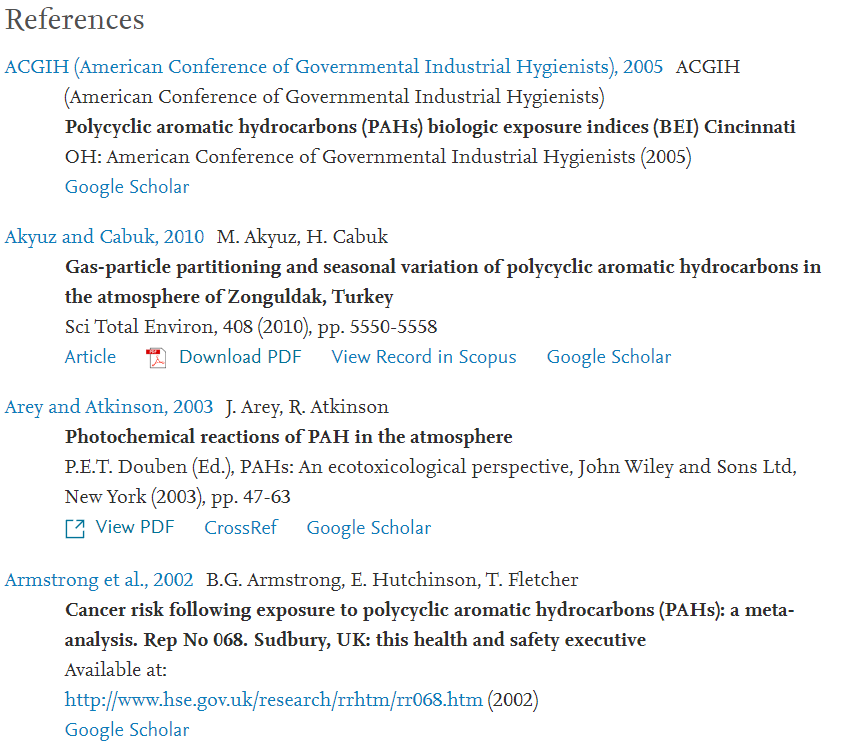 References
ACGIH (American Conference of Governmental Industrial Hygienists), 2005 ACGIH
(American Conference of Governmental Industrial Hygienists)
Polycyclic aromatic hydrocarbons (PAHs) biologic exposure indices (BEI) Cincinnati
OH: American Conference of Governmental Industrial Hygienists (2005)
Google Scholar
Akyuz and Cabuk, 2010 M. Akyuz, H. Cabuk
Gas-particle partitioning and seasonal variation of polycyclic aromatic hydrocarbons in
the atmosphere of Zonguldak, Turkey
Sci Total Environ, 408 (2010), pp. 5550-5558
Article Download PDF View Record in Scopus Google Scholar
Arey and Atkinson, 2003 J. Arey, R. Atkinson
Photochemical reactions of PAH in the atmosphere
P.E.T. Douben (Ed.), PAHs: An ecotoxicological perspective, John Wiley and Sons Ltd,
New York (2003), pp. 47-63
View PDF CrossRef Google Scholar
Armstrong et al., 2002 B.G. Armstrong, E. Hutchinson, T. Fletcher
Cancer risk following exposure to polycyclic aromatic hydrocarbons (PAHs): a meta-
analysis. Rep No 068. Sudbury, UK: this health and safety executive
Available at:
http://www.hse.gov.uk/research/rrhtm/rr068.htm (2002)
Google Scholar